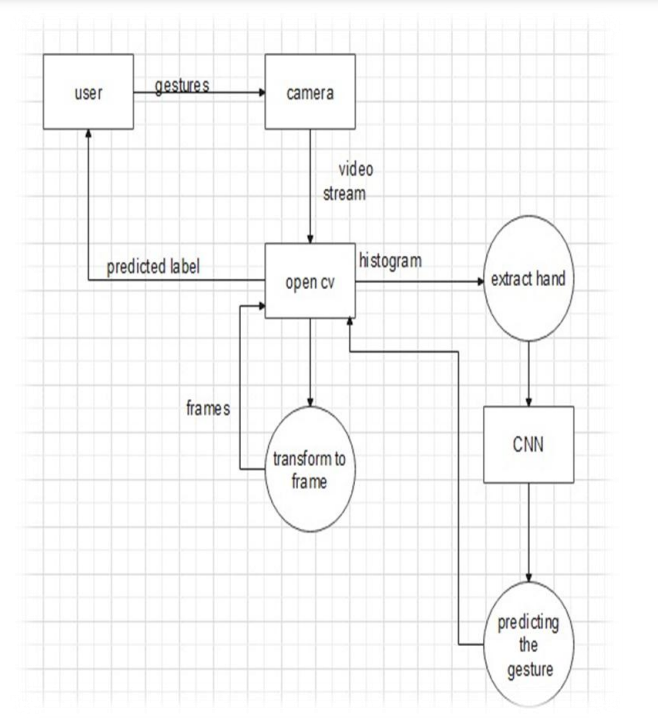 user
gestures
camera
video
stream
predicted label
open cv
histogram
extract hand
frames
transform to
frame
CNN
predicting
the
gesture